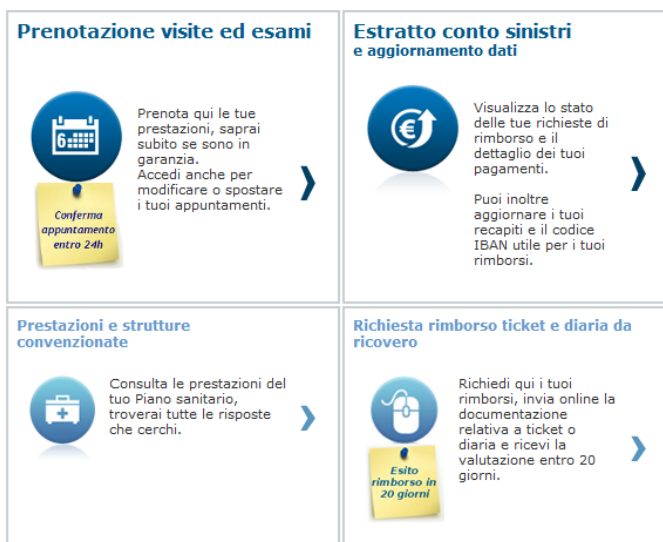 Prenotazione visite ed esami
Prenota qui le tue
prestazioni, saprai
subito se sono in
garanzia.
Accedi anche per
modificare o spostare
i tuoi appuntamenti.
6
Conferma
appuntamento
entro 24h
Estratto conto sinistri
e aggiornamento dati
€
Visualizza lo stato
delle tue richieste di
rimborso e il
dettaglio dei tuoi
pagamenti.
Puoi inoltre
aggiornare i tuoi
recapiti e il codice
IBAN utile per i tuoi
rimborsi.
Prestazioni e strutture
convenzionate
Consulta le prestazioni del
tuo Piano sanitario,
troverai tutte le risposte
che cerchi.
Richiesta rimborso ticket e diaria da
ricovero
Richiedi qui i tuoi
rimborsi, invia online la
documentazione
relativa a ticket o
diaria e ricevi la
valutazione entro 20
giorni.
Esito
rimborso in
20 giorni